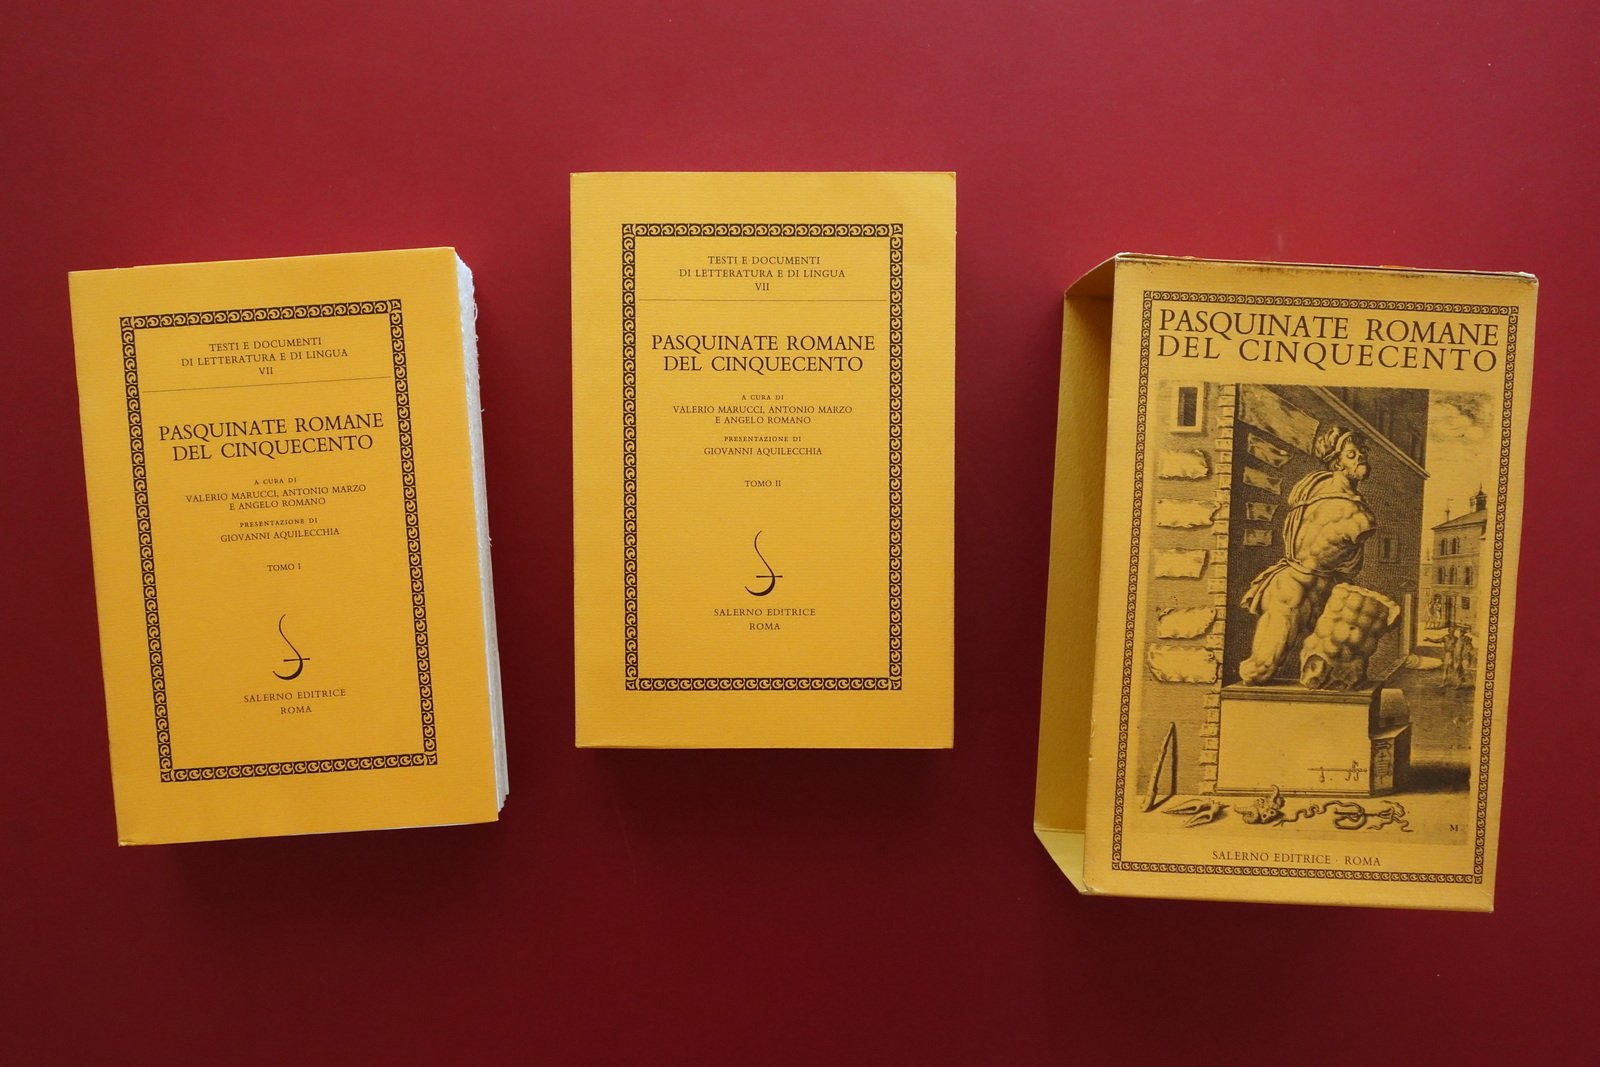 TESTI E DOCUMENTI
DI LETTERATURA E DI LINGUA
VII
PASQUINATE ROMANE
DEL CINQUECENTO
A CURA DI
VALERIO MARUCCI, ANTONIO MARZO
E ANGELO ROMANO
PRESENTAZIONE DI
GIOVANNI AQUILECCHIA
TOMO I
SALERNO EDITRICE
ROMA
TESTI E DOCUMENTI
DI LETTERATURA E DI LINGUA
VII
PASQUINATE ROMANE
DEL CINQUECENTO
A CURA DI
VALERIO MARUCCI, ANTONIO MARZO
E ANGELO ROMANO
PRESENTAZIONE DI
GIOVANNI AQUILECCHIA
TOMO II
SALERNO EDITRICE
ROMA
PASQUINATE ROMANE
DEL CINQUECENTO
M
SALERNO EDITRICE · ROMA